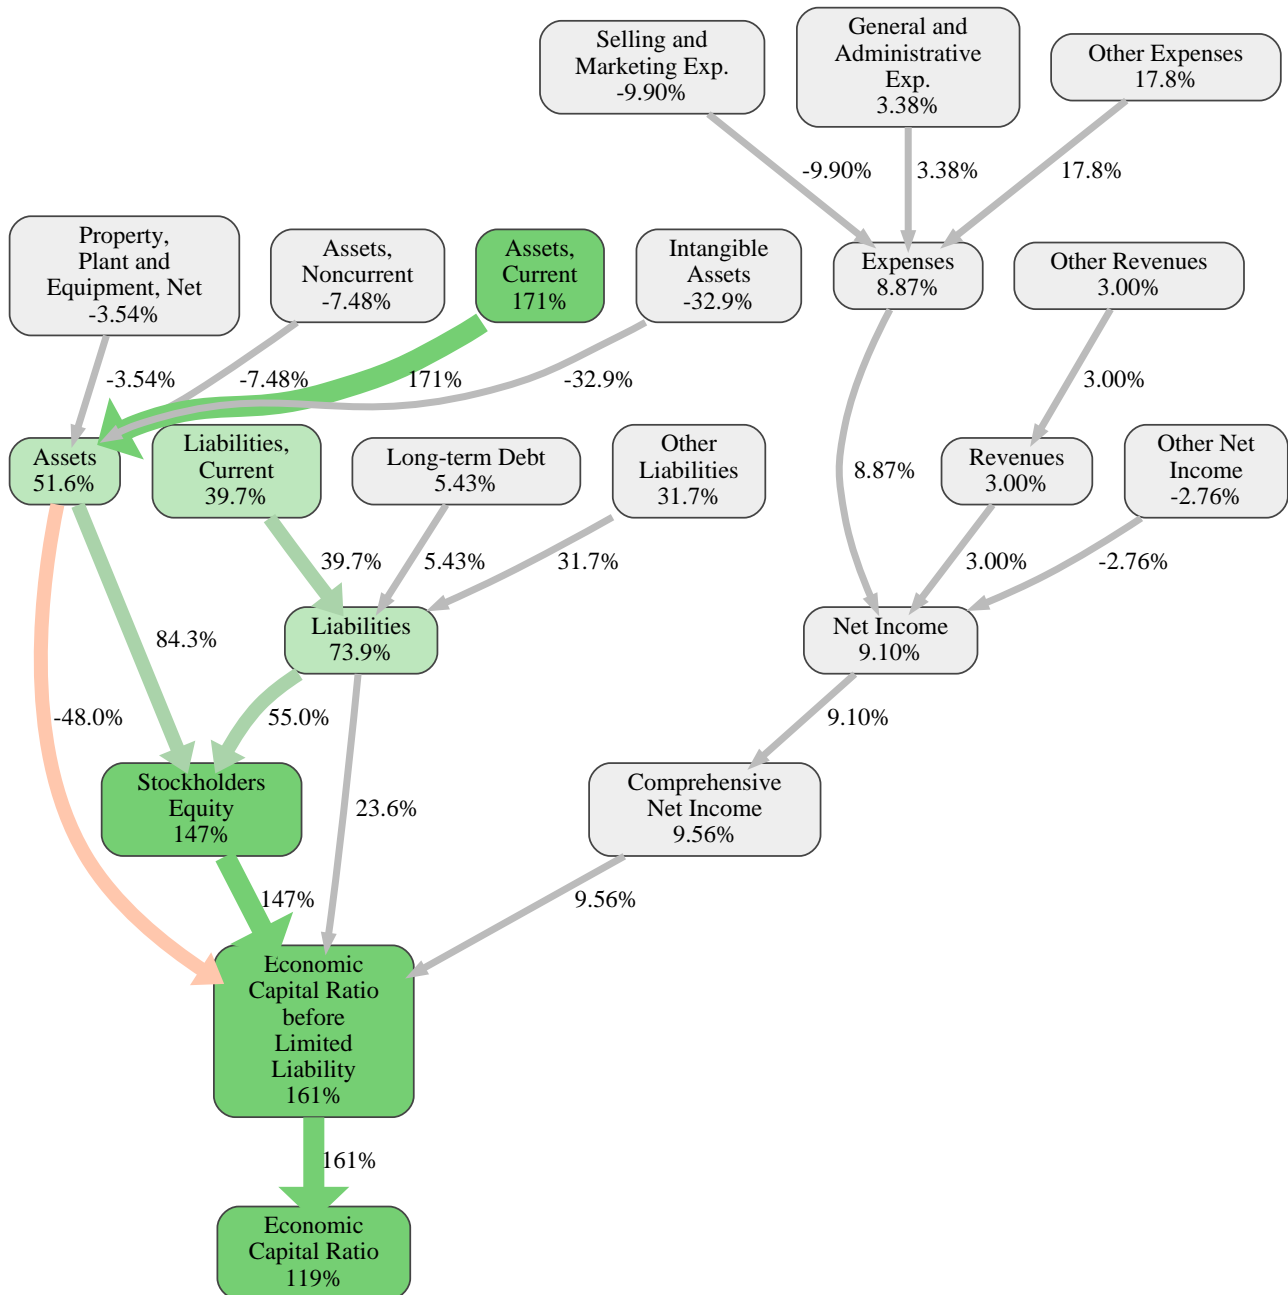 Selling and
Marketing Exp.
-9.90%
General and
Administrative
Exp.
3.38%
Other Expenses
17.8%
-9.90%
3.38%
17.8%
Property,
Plant and
Equipment, Net
-3.54%
Assets,
Noncurrent
-7.48%
Assets,
Current
171%
Intangible
Assets
-32.9%
Expenses
8.87%
Other Revenues
3.00%
-3.54%
-7.48%
171%
-32.9%
3.00%
Assets
51.6%
Liabilities,
Current
39.7%
Long-term Debt
5.43%
Other
Liabilities
31.7%
8.87%
Revenues
3.00%
Other Net
Income
-2.76%
39.7%
5.43%
31.7%
3.00%
-2.76%
Liabilities
73.9%
Net Income
9.10%
84.3%
-48.0%
55.0%
9.10%
Stockholders
Equity
147%
23.6%
Comprehensive
Net Income
9.56%
147%
9.56%
Economic
Capital Ratio
before
Limited
Liability
161%
161%
Economic
Capital Ratio
119%